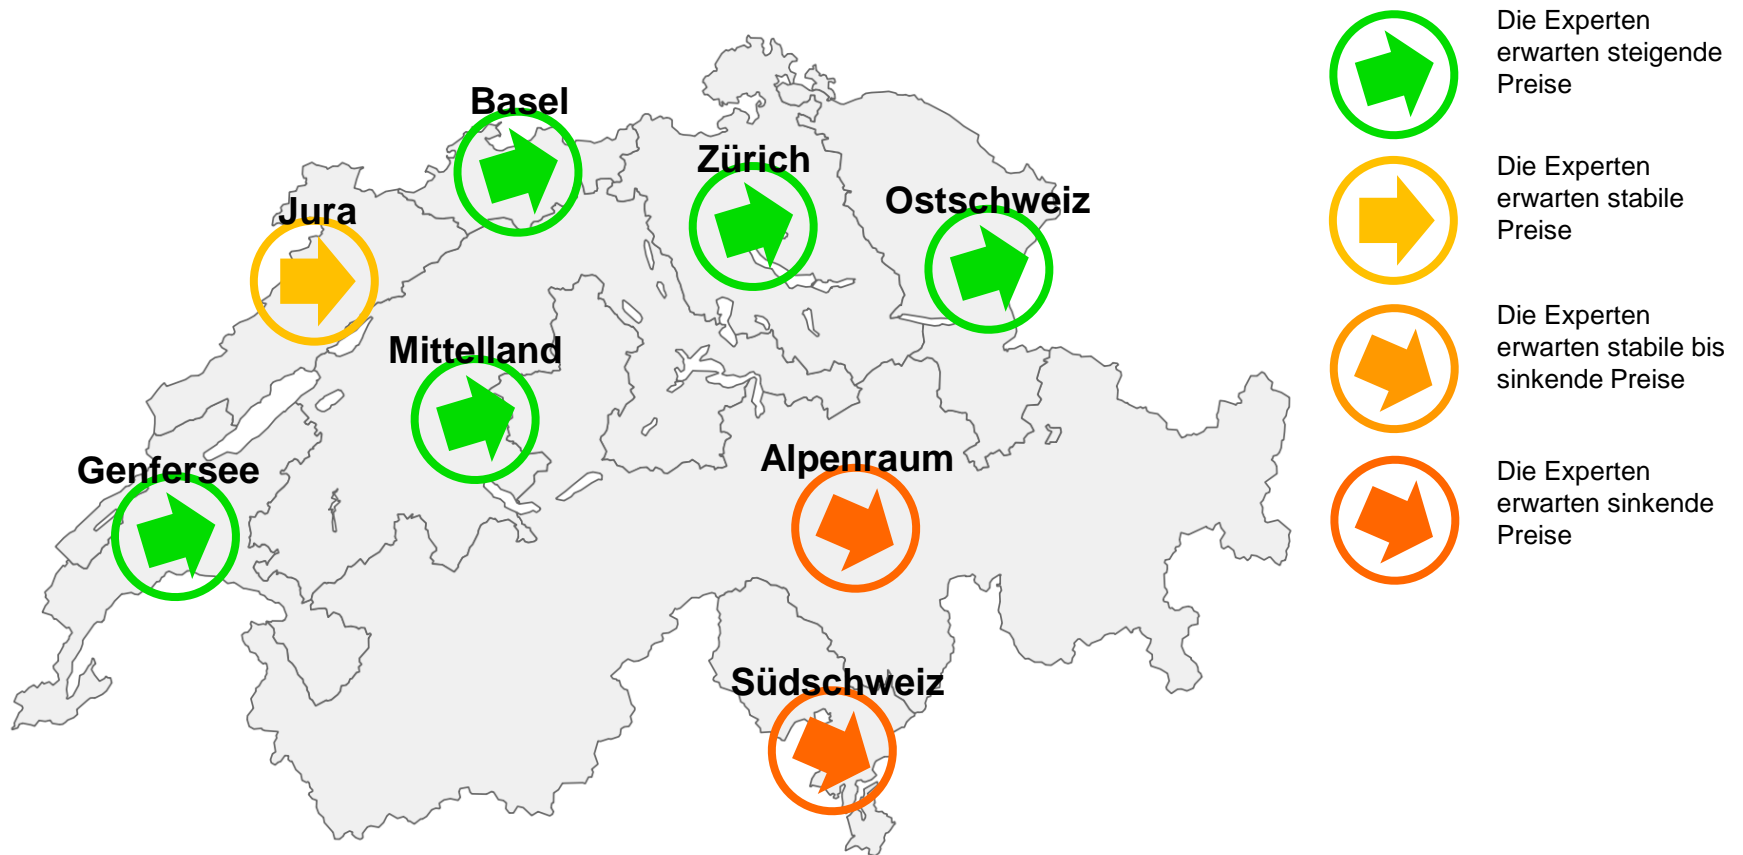 Basel
Zürich
Ostschweiz
Jura
Mittelland
Genfersee
Alpenraum
Südschweiz
Die Experten
erwarten steigende
Preise
Die Experten
erwarten stabile
Preise
Die Experten
erwarten stabile bis
sinkende Preise
Die Experten
erwarten sinkende
Preise